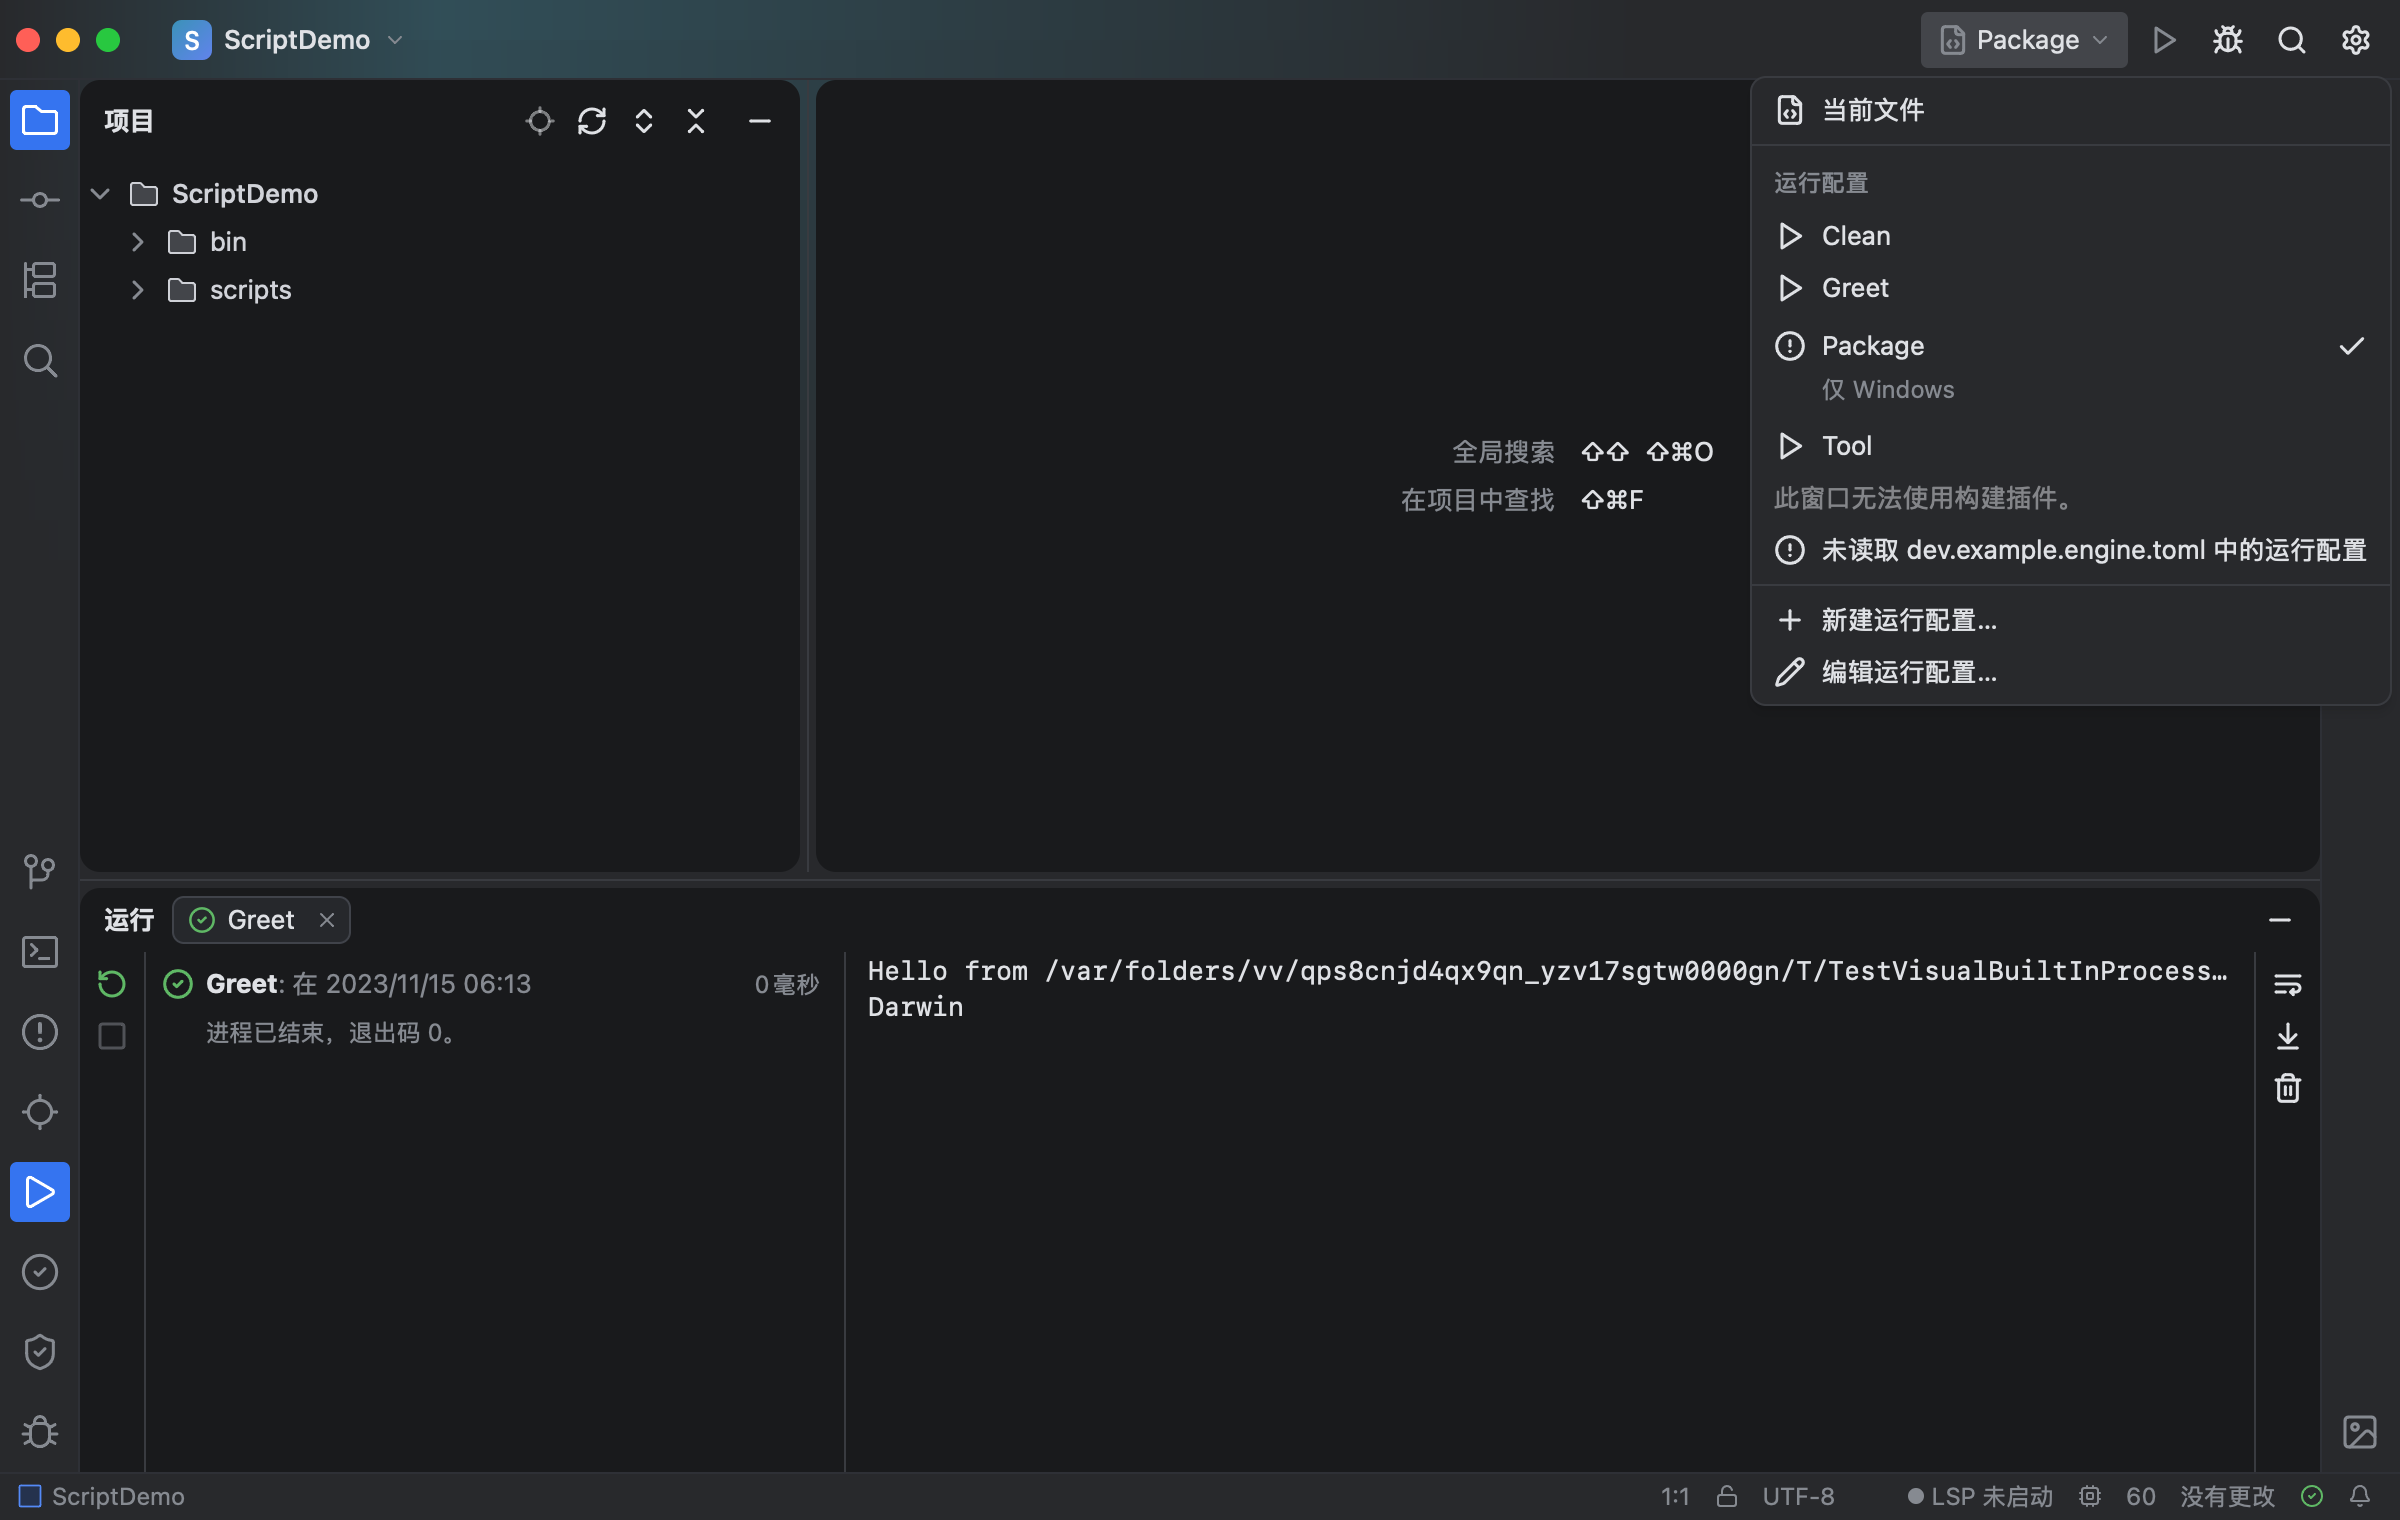 S ScriptDemo
Package
项目
ScriptDemo
bin
scripts
全局搜索 ⇧⇧ ⇧⌘O
在项目中查找 ⇧⌘F
当前文件
运行配置
Clean
Greet
Package
仅 Windows
Tool
此窗口无法使用构建插件。
未读取 dev.example.engine.toml 中的运行配置
新建运行配置...
编辑运行配置...
运行 Greet
Greet: 在 2023/11/15 06:13 0 毫秒
进程已结束，退出码 0。
Hello from /var/folders/vv/qps8cnjd4qx9qn_yzv17sgtw0000gn/T/TestVisualBuiltInProcess…
Darwin
ScriptDemo 1:1 UTF-8 LSP 未启动 60 没有更改